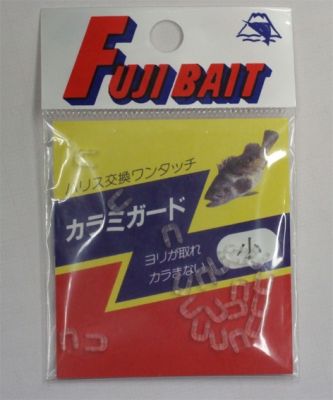 FUJI BAIT
ハリス交換ワンタッチ
カラミガード
ヨリが取れ
カラまない
小